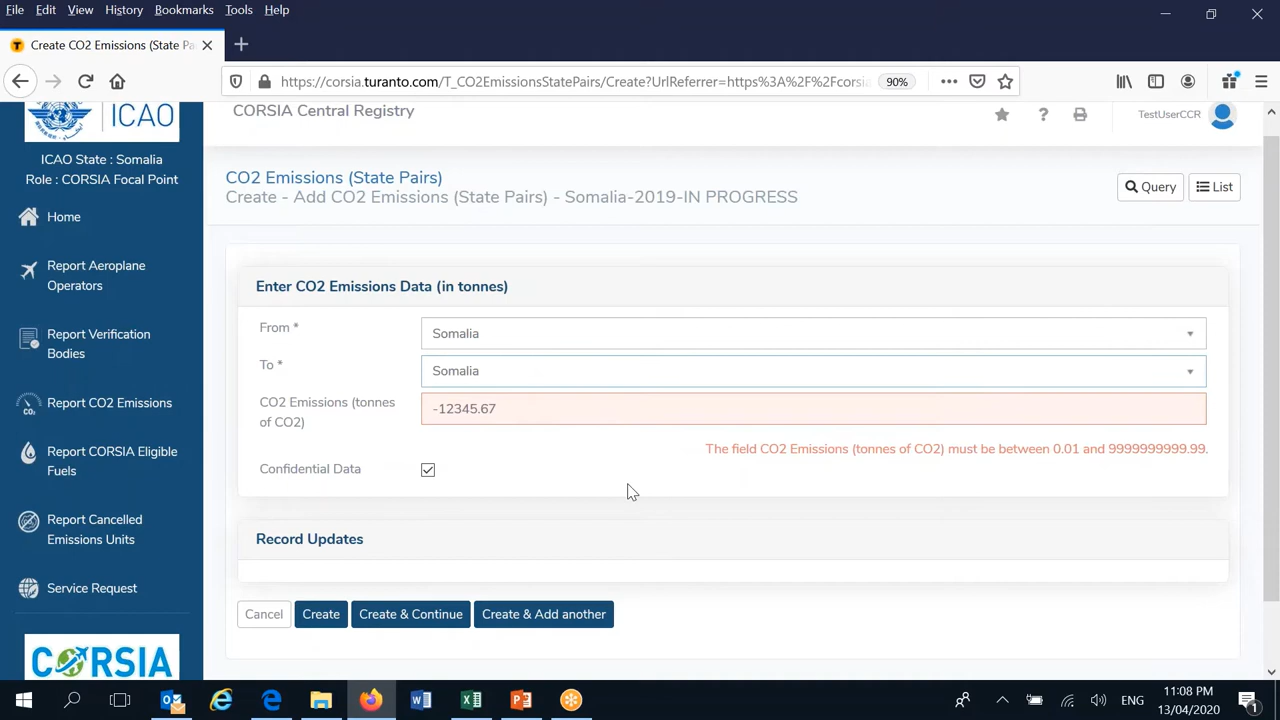 File Edit View History Bookmarks Tools Help
Create CO2 Emissions (State Pa
https://corsia.turanto.com/T_CO2EmissionsStatePairs/Create?UrlReferrer=https%3A%2F%2Fcorsia
90%
ICAO
CORSIA Central Registry
TestUserCCR
ICAO State : Somalia
Role : CORSIA Focal Point
Home
Report Aeroplane
Operators
Report Verification
Bodies
CO2
Report CO2 Emissions
Report CORSIA Eligible
Fuels
Report Cancelled
Emissions Units
Service Request
CORSIA
CO2 Emissions (State Pairs)
Create - Add CO2 Emissions (State Pairs) - Somalia-2019-IN PROGRESS
Query
List
Enter CO2 Emissions Data (in tonnes)
From *
Somalia
To *
Somalia
CO2 Emissions (tonnes
of CO2)
-12345.67
The field CO2 Emissions (tonnes of CO2) must be between 0.01 and 9999999999.99.
Confidential Data
Record Updates
Cancel
Create
Create & Continue
Create & Add another
ENG
11:08 PM
13/04/2020
1